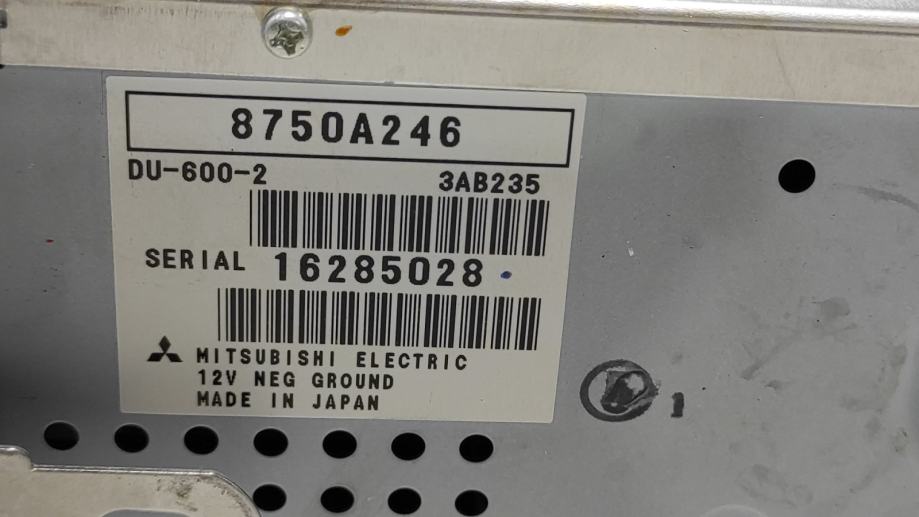 8750A246
DU-600-2 3AB235
SERIAL 16285028
MITSUBISHI ELECTRIC
12V NEG GROUND
MADE IN JAPAN
1